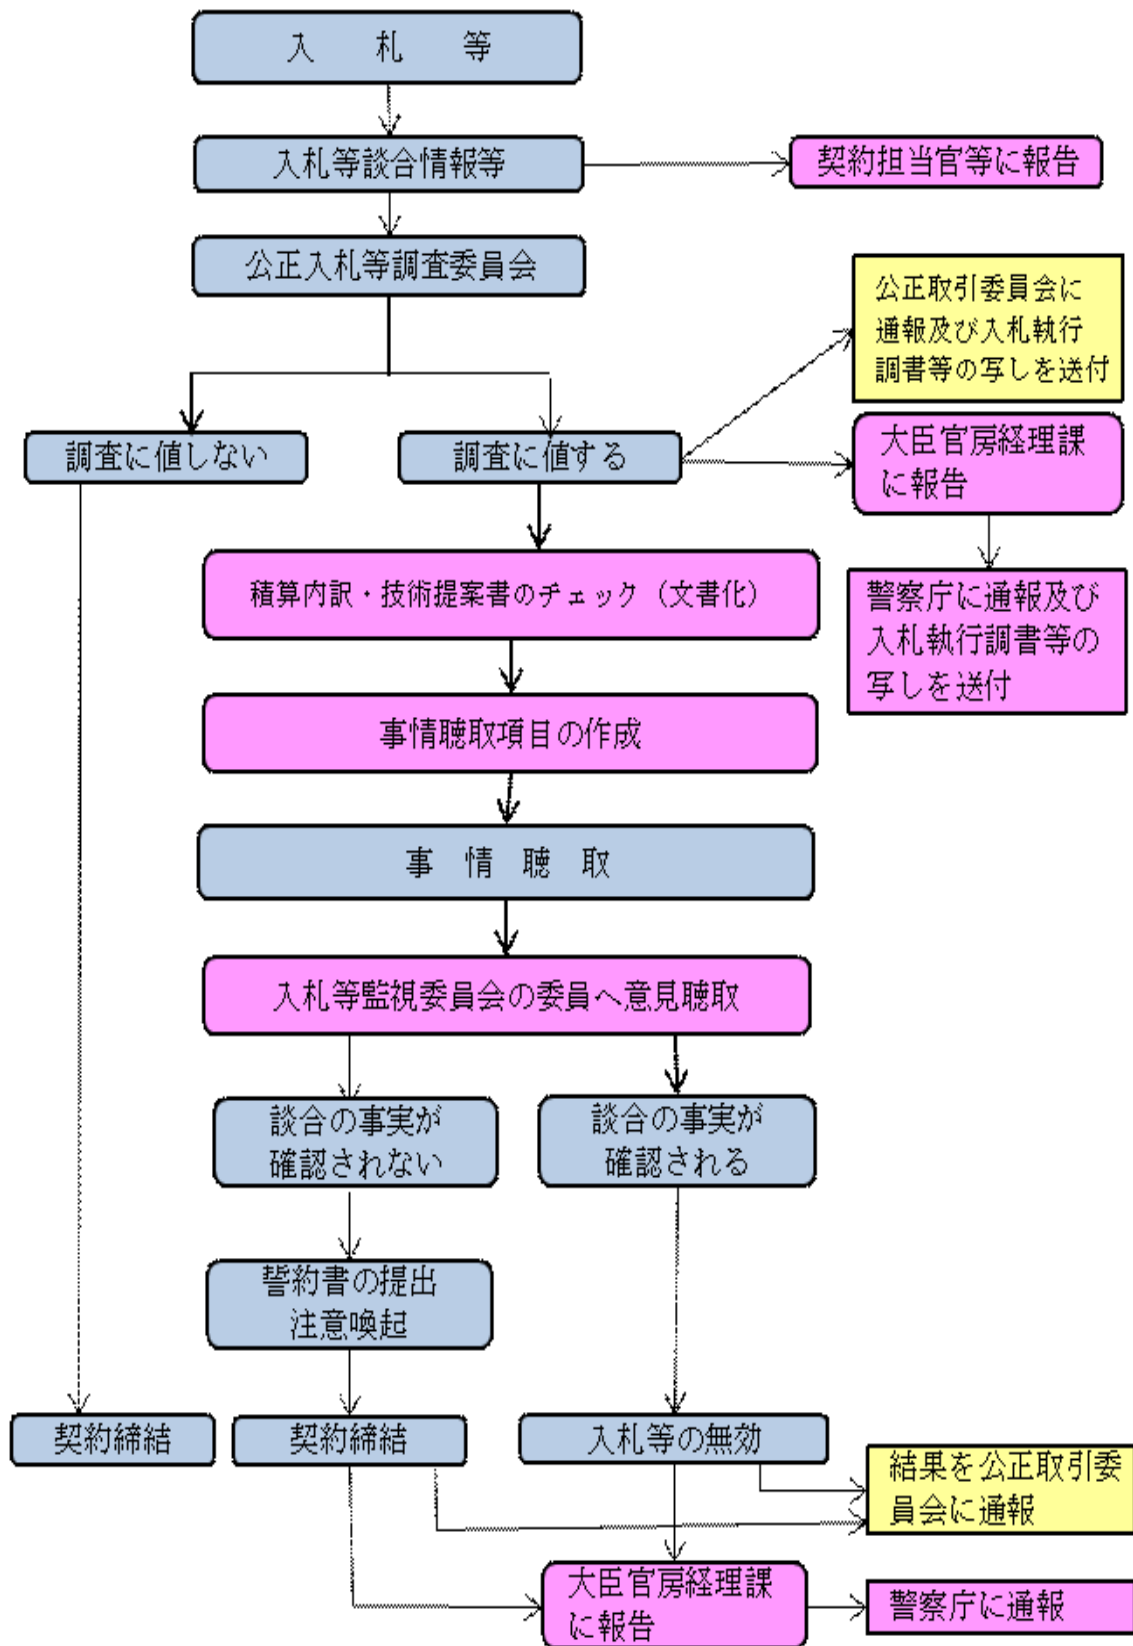 入　札　等
入札等談合情報等
契約担当官等に報告
公正入札等調査委員会
公正取引委員会に
通報及び入札執行
調書等の写しを送付
調査に値しない
調査に値する
大臣官房経理課
に報告
積算内訳・技術提案書のチェック（文書化）
警察庁に通報及び
入札執行調書等の
写しを送付
事情聴取項目の作成
事　情　聴　取
入札等監視委員会の委員へ意見聴取
談合の事実が
確認されない
談合の事実が
確認される
誓約書の提出
注意喚起
契約締結
契約締結
入札等の無効
結果を公正取引委
員会に通報
大臣官房経理課
に報告
警察庁に通報